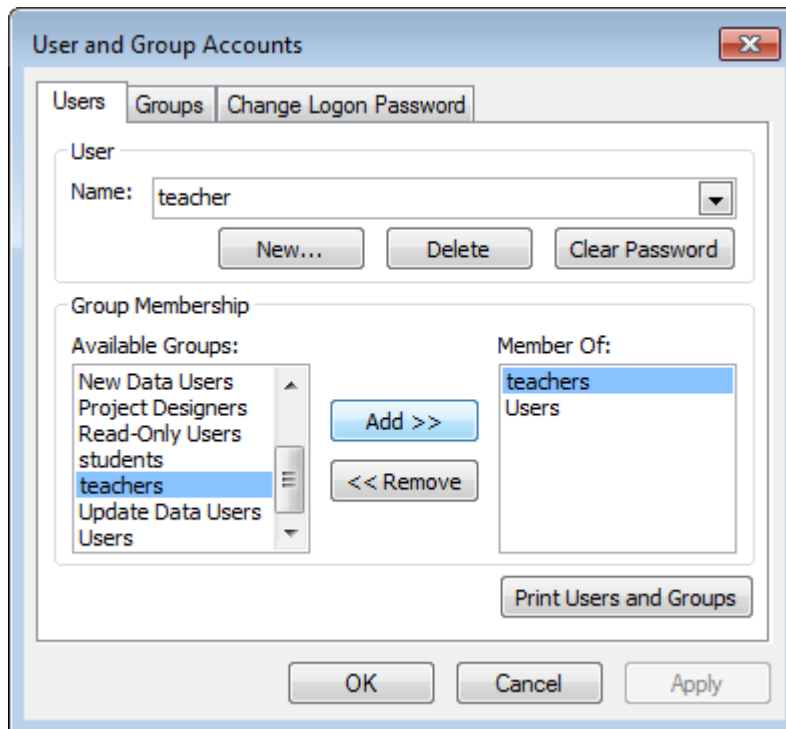 User and Group Accounts
Users Groups Change Logon Password
User
Name: teacher
New... Delete Clear Password
Group Membership
Available Groups: Member Of:
New Data Users
Project Designers
Read-Only Users
students
teachers
Update Data Users
Users
Add >>
<< Remove
teachers
Users
Print Users and Groups
OK Cancel Apply